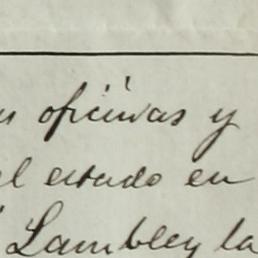 oficinas y
el estado en
Lambley la